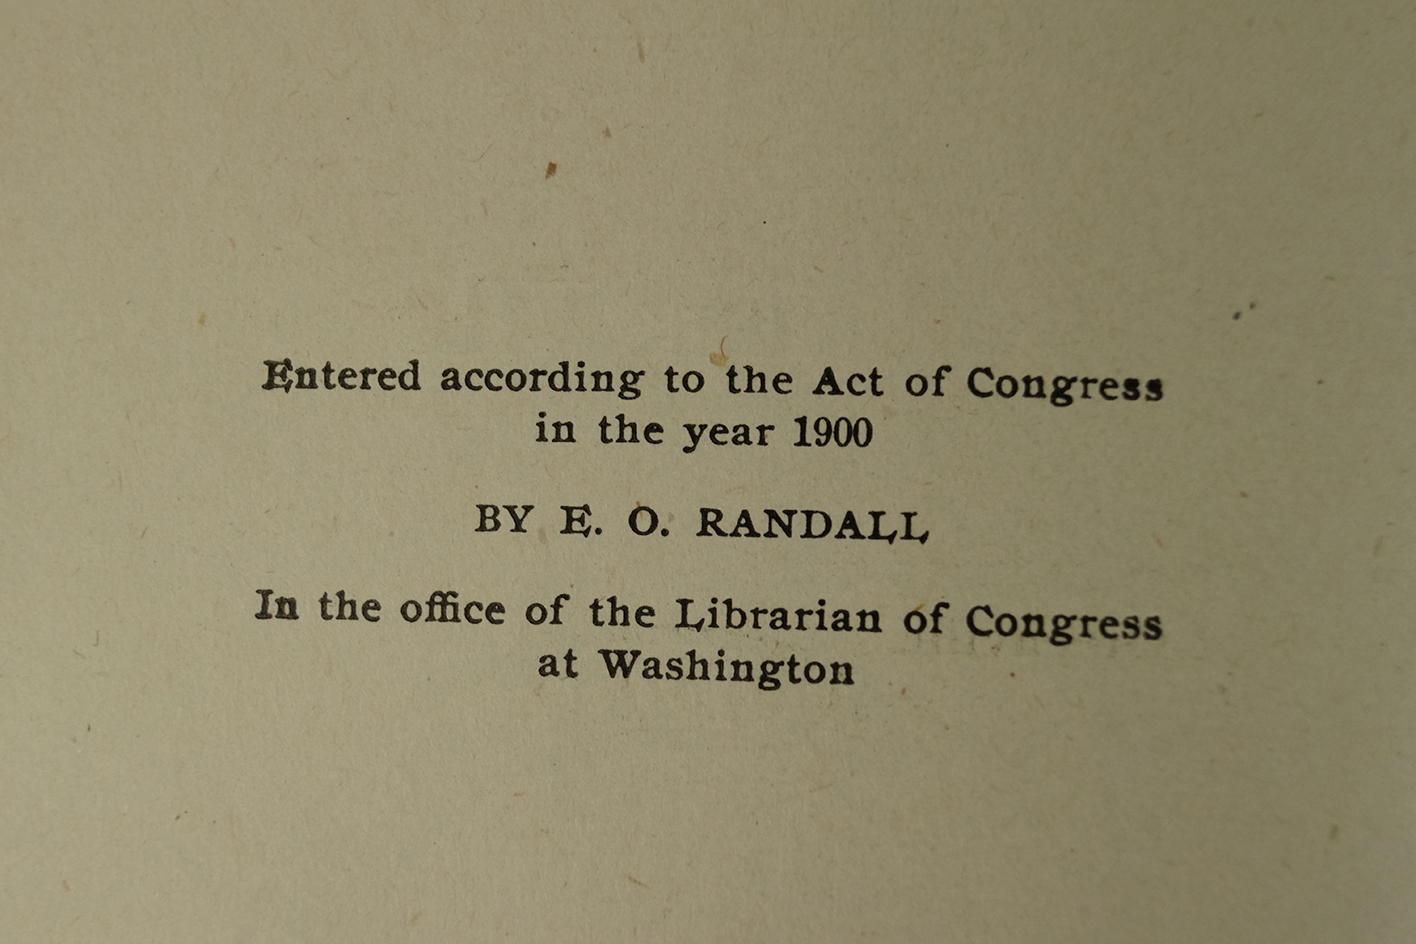 Entered according to the Act of Congress
in the year 1900
BY E. O. RANDALL
In the office of the Librarian of Congress
at Washington